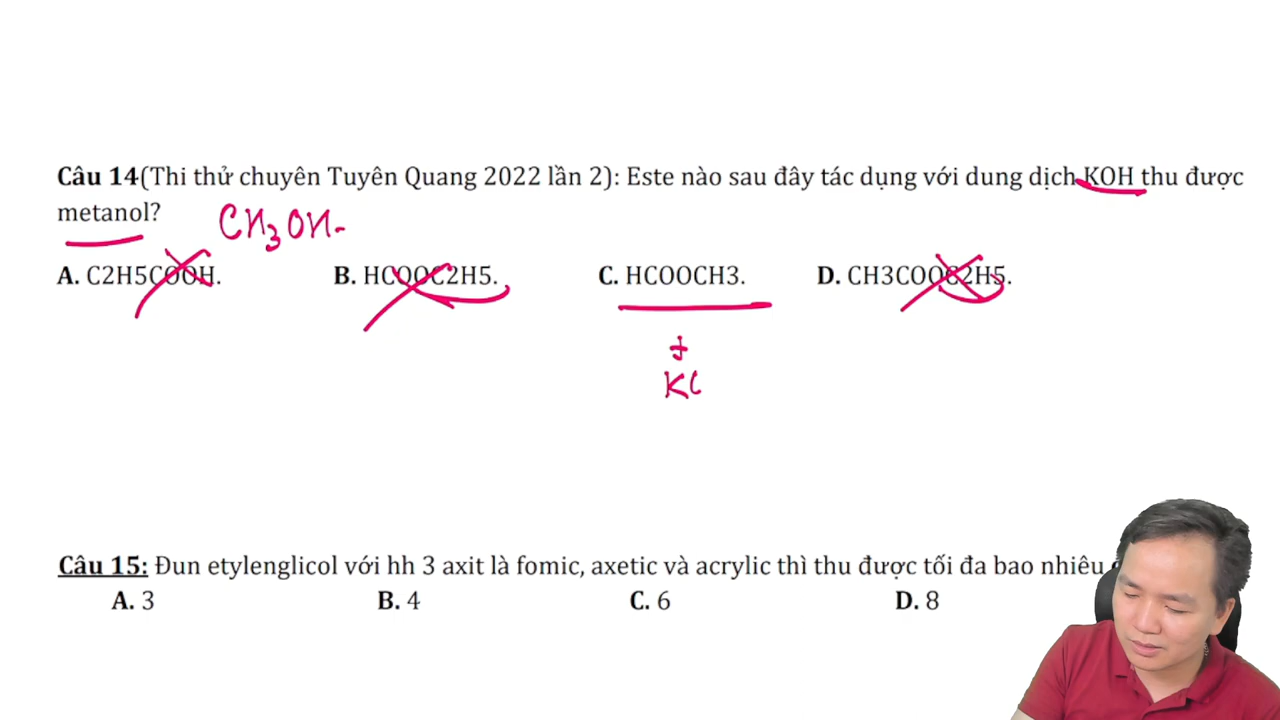 Câu 14(Thi thử chuyên Tuyên Quang 2022 lần 2): Este nào sau đây tác dụng với dung dịch KOH thu được
metanol?
CH3OH
A. C2H5COOH. B. HCOOC2H5. C. HCOOCH3. D. CH3COOC2H5.
+
KC
Câu 15: Đun etylenglicol với hh 3 axit là fomic, axetic và acrylic thì thu được tối đa bao nhiêu
A. 3 B. 4 C. 6 D. 8